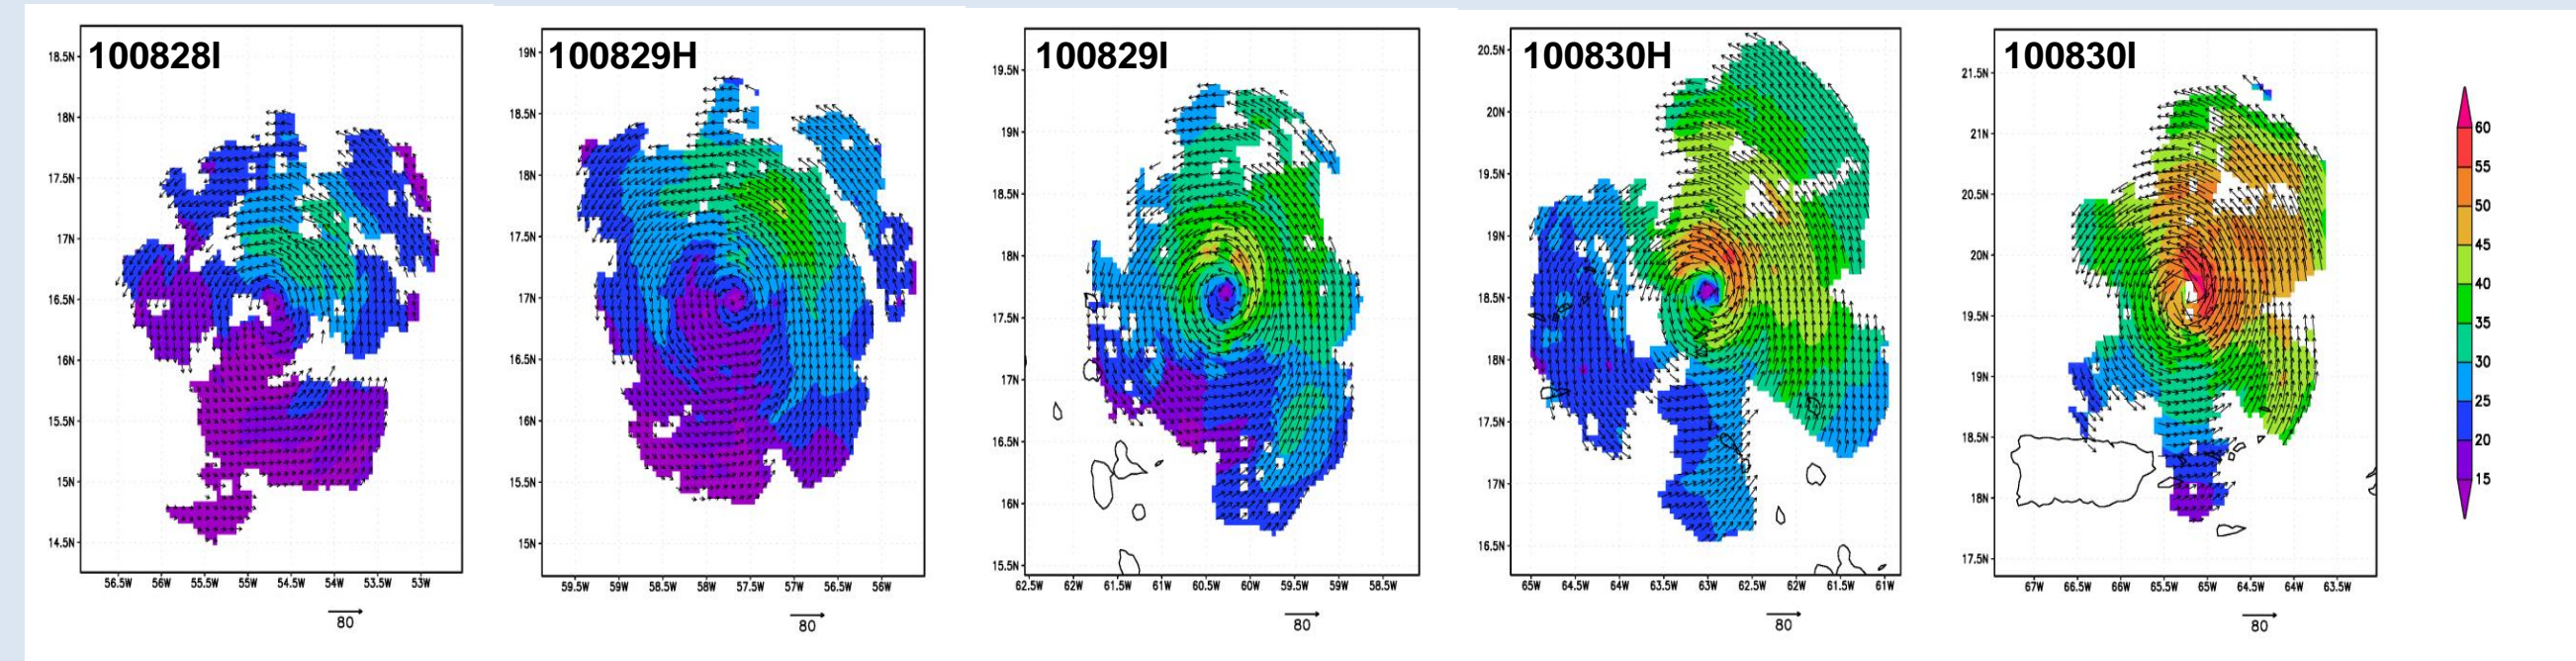 100828I
18.5N
18N
17.5N
17N
16.5N
16N
15.5N
15N
14.5N
56.5W 56W 55.5W 55W 54.5W 54W 53.5W 53W
80
100829H
19N
18.5N
18N
17.5N
17N
16.5N
16N
15.5N
15N
59.5W 59W 58.5W 58W 57.5W 57W 56.5W 56W
80
100829I
19.5N
19N
18.5N
18N
17.5N
17N
16.5N
16N
15.5N
62.5W 62W 61.5W 61W 60.5W 60W 59.5W 59W 58.5W
80
100830H
20.5N
20N
19.5N
19N
18.5N
18N
17.5N
17N
16.5N
65W 64.5W 64W 63.5W 63W 62.5W 62W 61.5W 61W
80
100830I
21.5N
21N
20.5N
20N
19.5N
19N
18.5N
18N
17.5N
67W 66.5W 66W 65.5W 65W 64.5W 64W 63.5W
80
60
55
50
45
40
35
30
25
20
15